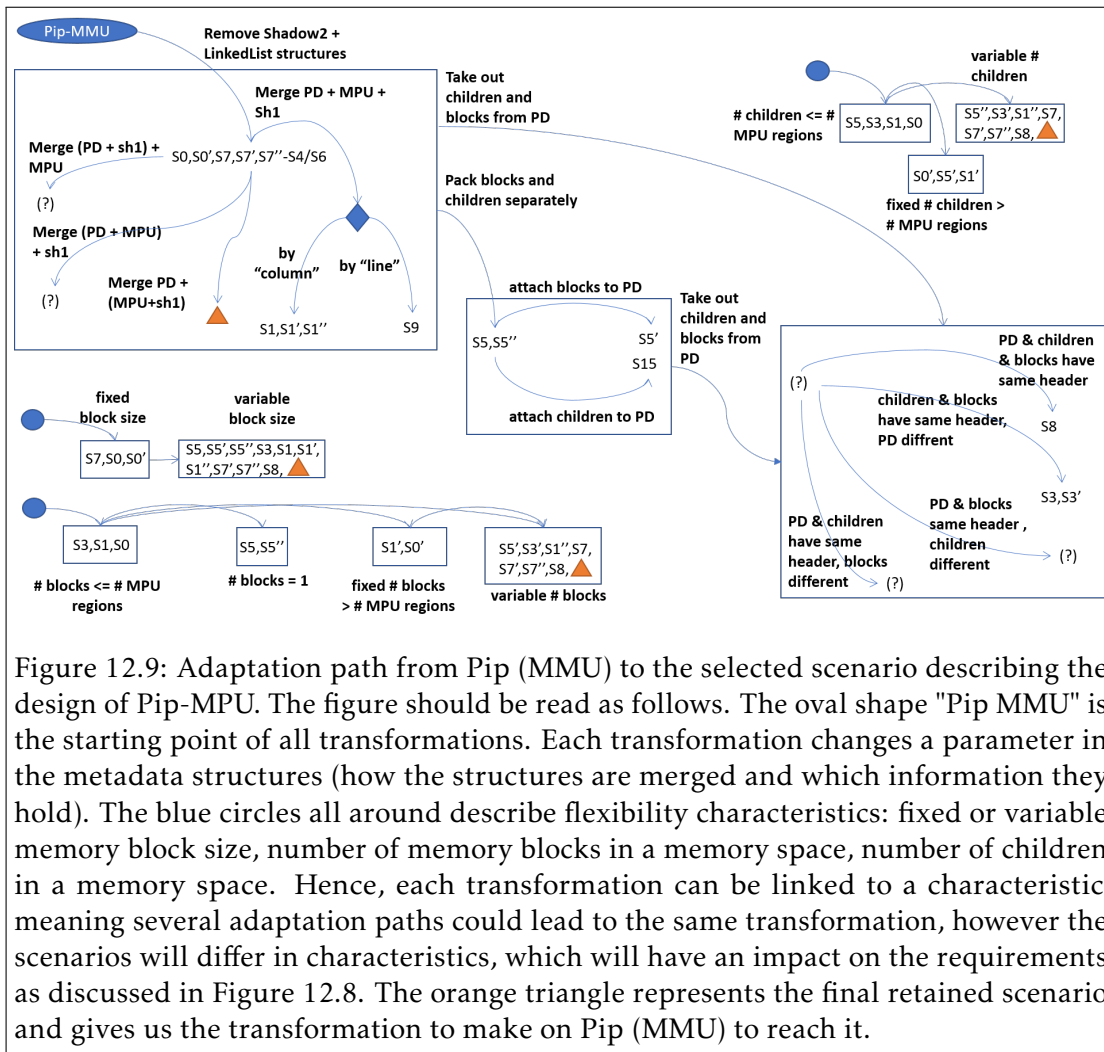 Pip-MMU
Remove Shadow2 +
LinkedList structures
Merge PD + MPU +
Sh1
Merge (PD + sh1) +
MPU
S0,S0′,S7,S7′,S7′′-S4/S6
(?)
Merge (PD + MPU)
+ sh1
(?)
Merge PD +
(MPU+sh1)
by
“column”
by “line”
S1,S1′,S1′′
S9
Take out
children and
blocks from PD
Pack blocks and
children separately
attach blocks to PD
S5,S5′′
S5′
S15
attach children to PD
Take out
children and
blocks from
PD
variable #
children
# children <= #
MPU regions
S5,S3,S1,S0
S5′′,S3′,S1′′,S7,
S7′,S7′′,S8,
S0′,S5′,S1′
fixed # children >
# MPU regions
PD & children
& blocks have
same header
(?)
children & blocks
have same header,
PD diffrent
S8
S3,S3′
PD & blocks
same header ,
children
different
(?)
PD & children
have same
header, blocks
different
(?)
fixed
block size
variable
block size
S7,S0,S0′
S5,S5′,S5′′,S3,S1,S1′,
S1′′,S7′,S7′′,S8,
S3,S1,S0
# blocks <= # MPU
regions
S5,S5′′
# blocks = 1
S1′,S0′
fixed # blocks
> # MPU regions
S5′,S3′,S1′′,S7,
S7′,S7′′,S8,
variable # blocks
Figure 12.9: Adaptation path from Pip (MMU) to the selected scenario describing the
design of Pip-MPU. The figure should be read as follows. The oval shape "Pip MMU" is
the starting point of all transformations. Each transformation changes a parameter in
the metadata structures (how the structures are merged and which information they
hold). The blue circles all around describe flexibility characteristics: fixed or variable
memory block size, number of memory blocks in a memory space, number of children
in a memory space. Hence, each transformation can be linked to a characteristic
meaning several adaptation paths could lead to the same transformation, however the
scenarios will differ in characteristics, which will have an impact on the requirements
as discussed in Figure 12.8. The orange triangle represents the final retained scenario
and gives us the transformation to make on Pip (MMU) to reach it.